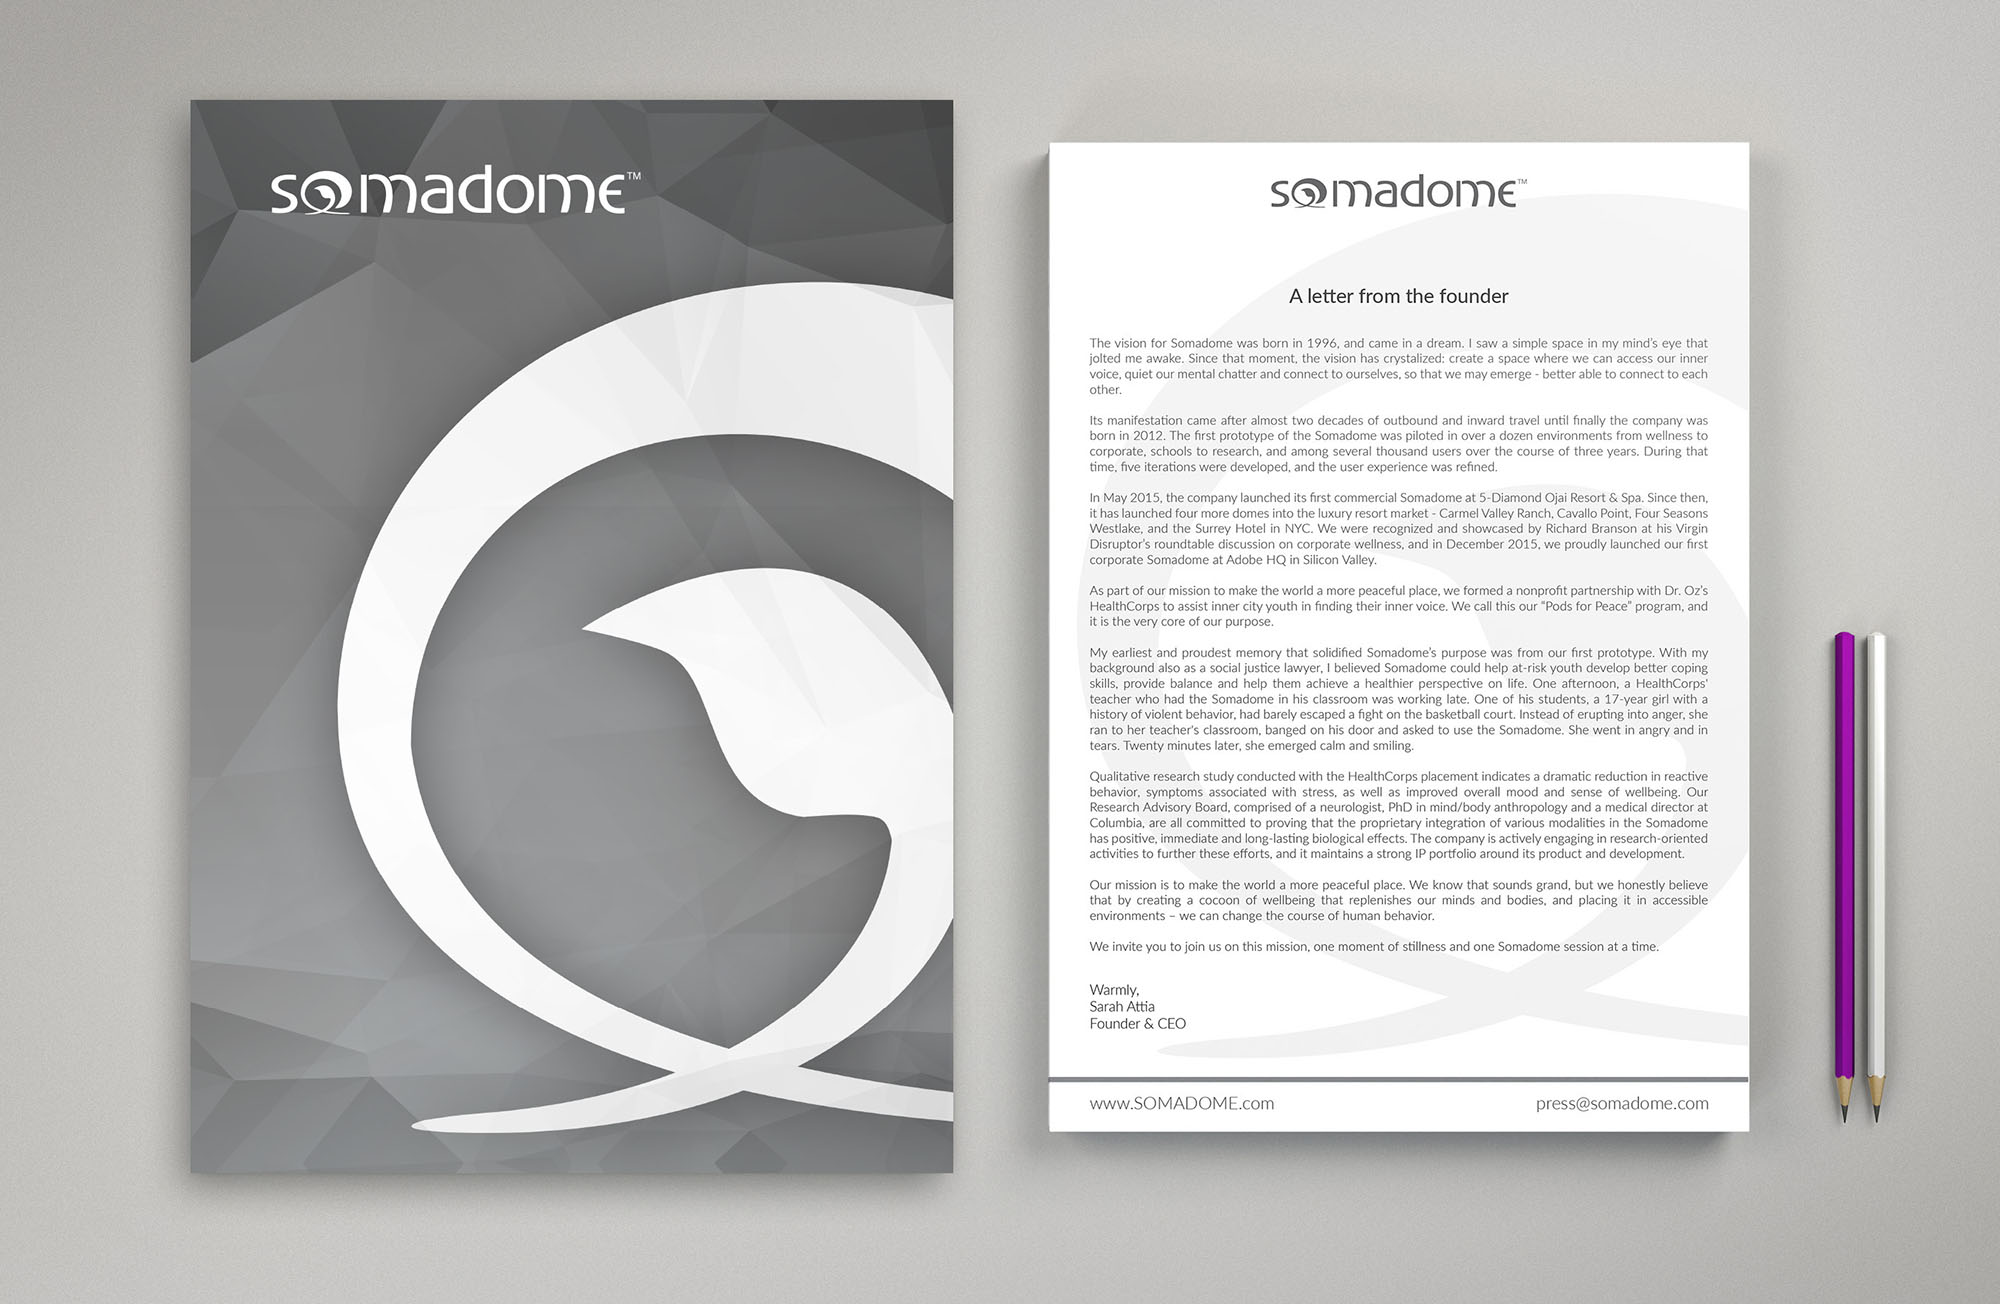 somadome™
somadome™
A letter from the founder
The vision for Somadome was born in 1996, and came in a dream. I saw a simple space in my mind's eye that
jolted me awake. Since that moment, the vision has crystalized: create a space where we can access our inner
voice, quiet our mental chatter and connect to ourselves, so that we may emerge - better able to connect to each
other.
Its manifestation came after almost two decades of outbound and inward travel until finally the company was
born in 2012. The first prototype of the Somadome was piloted in over a dozen environments from wellness to
corporate, schools to research, and among several thousand users over the course of three years. During that
time, five iterations were developed, and the user experience was refined.
In May 2015, the company launched its first commercial Somadome at 5-Diamond Ojai Resort & Spa. Since then,
it has launched four more domes into the luxury resort market - Carmel Valley Ranch, Cavallo Point, Four Seasons
Westlake, and the Surrey Hotel in NYC. We were recognized and showcased by Richard Branson at his Virgin
Disruptor's roundtable discussion on corporate wellness, and in December 2015, we proudly launched our first
corporate Somadome at Adobe HQ in Silicon Valley.
As part of our mission to make the world a more peaceful place, we formed a nonprofit partnership with Dr. Oz's
HealthCorps to assist inner city youth in finding their inner voice. We call this our “Pods for Peace” program, and
it is the very core of our purpose.
My earliest and proudest memory that solidified Somadome's purpose was from our first prototype. With my
background also as a social justice lawyer, I believed Somadome could help at-risk youth develop better coping
skills, provide balance and help them achieve a healthier perspective on life. One afternoon, a HealthCorps'
teacher who had the Somadome in his classroom was working late. One of his students, a 17-year girl with a
history of violent behavior, had barely escaped a fight on the basketball court. Instead of erupting into anger, she
ran to her teacher's classroom, banged on his door and asked to use the Somadome. She went in angry and in
tears. Twenty minutes later, she emerged calm and smiling.
Qualitative research study conducted with the HealthCorps placement indicates a dramatic reduction in reactive
behavior, symptoms associated with stress, as well as improved overall mood and sense of wellbeing. Our
Research Advisory Board, comprised of a neurologist, PhD in mind/body anthropology and a medical director at
Columbia, are all committed to proving that the proprietary integration of various modalities in the Somadome
has positive, immediate and long-lasting biological effects. The company is actively engaging in research-oriented
activities to further these efforts, and it maintains a strong IP portfolio around its product and development.
Our mission is to make the world a more peaceful place. We know that sounds grand, but we honestly believe
that by creating a cocoon of wellbeing that replenishes our minds and bodies, and placing it in accessible
environments – we can change the course of human behavior.
We invite you to join us on this mission, one moment of stillness and one Somadome session at a time.
Warmly,
Sarah Attia
Founder & CEO
www.SOMADOME.com
press@somadome.com